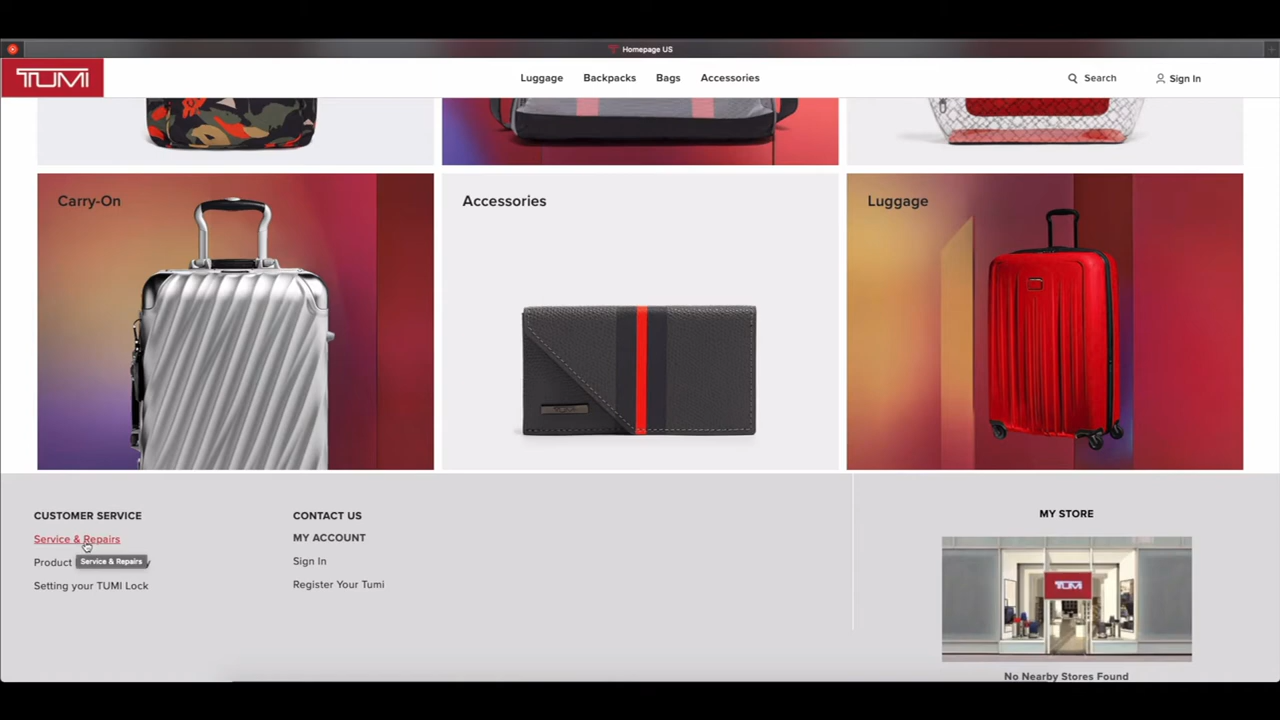 Homepage US
TUMI
Luggage Backpacks Bags Accessories
Search
Sign In
Carry-On
Accessories
Luggage
CUSTOMER SERVICE
Service & Repairs
Product
Service & Repairs
Setting your TUMI Lock
CONTACT US
MY ACCOUNT
Sign In
Register Your Tumi
MY STORE
TUMI
No Nearby Stores Found